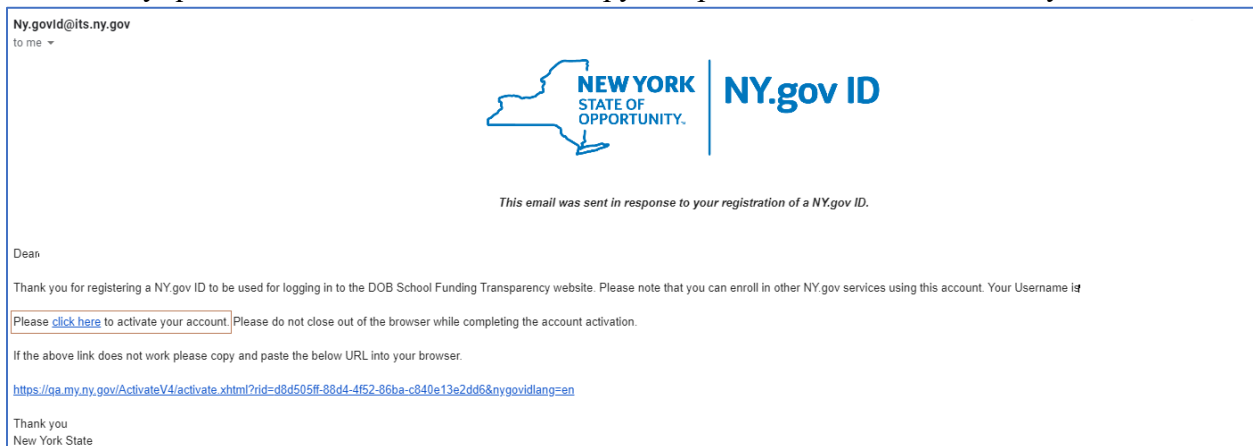 Ny.govId@its.ny.gov
to me
NEW YORK
STATE OF
OPPORTUNITY™
NY.gov ID
This email was sent in response to your registration of a NY.gov ID.
Dear
Thank you for registering a NY.gov ID to be used for logging in to the DOB School Funding Transparency website. Please note that you can enroll in other NY.gov services using this account. Your Username is
Please click here to activate your account. Please do not close out of the browser while completing the account activation.
If the above link does not work please copy and paste the below URL into your browser.
https://qa.my.ny.gov/ActivateV4/activate.xhtml?rid=d8d505ff-88d4-4f52-86ba-c840e13e2dd6&nygovidlang=en
Thank you
New York State